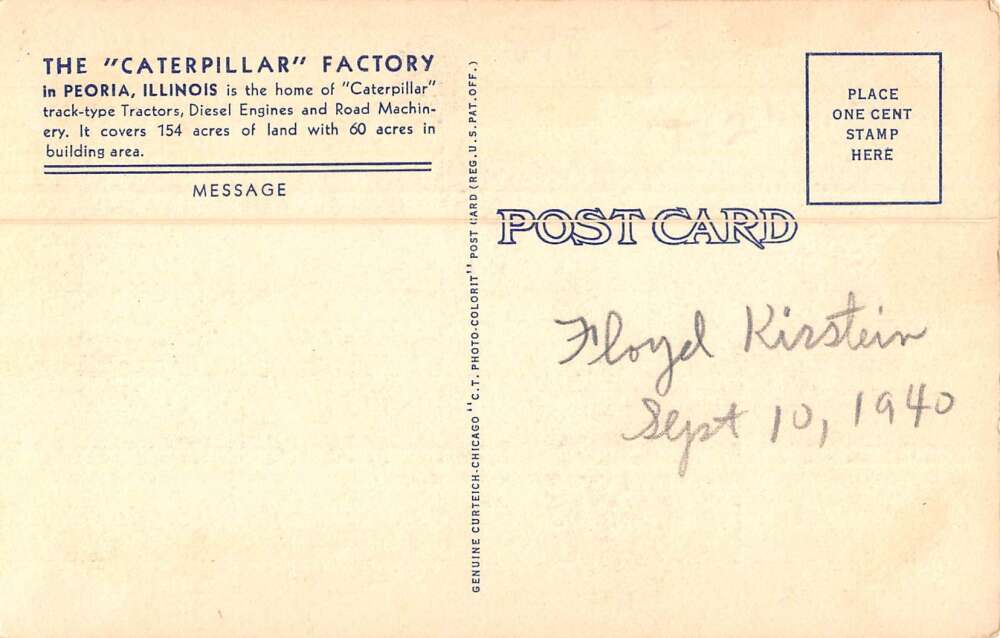 THE "CATERPILLAR" FACTORY
in PEORIA, ILLINOIS is the home of "Caterpillar"
track-type Tractors, Diesel Engines and Road Machin-
ery. It covers 154 acres of land with 60 acres in
building area.
MESSAGE
GENUINE CURTEICH-CHICAGO "C.T. PHOTO-COLORIT" POST CARD (REG. U.S. PAT. OFF.)
PLACE
ONE CENT
STAMP
HERE
POST CARD
Floyd Kirstein
Sept 10, 1940